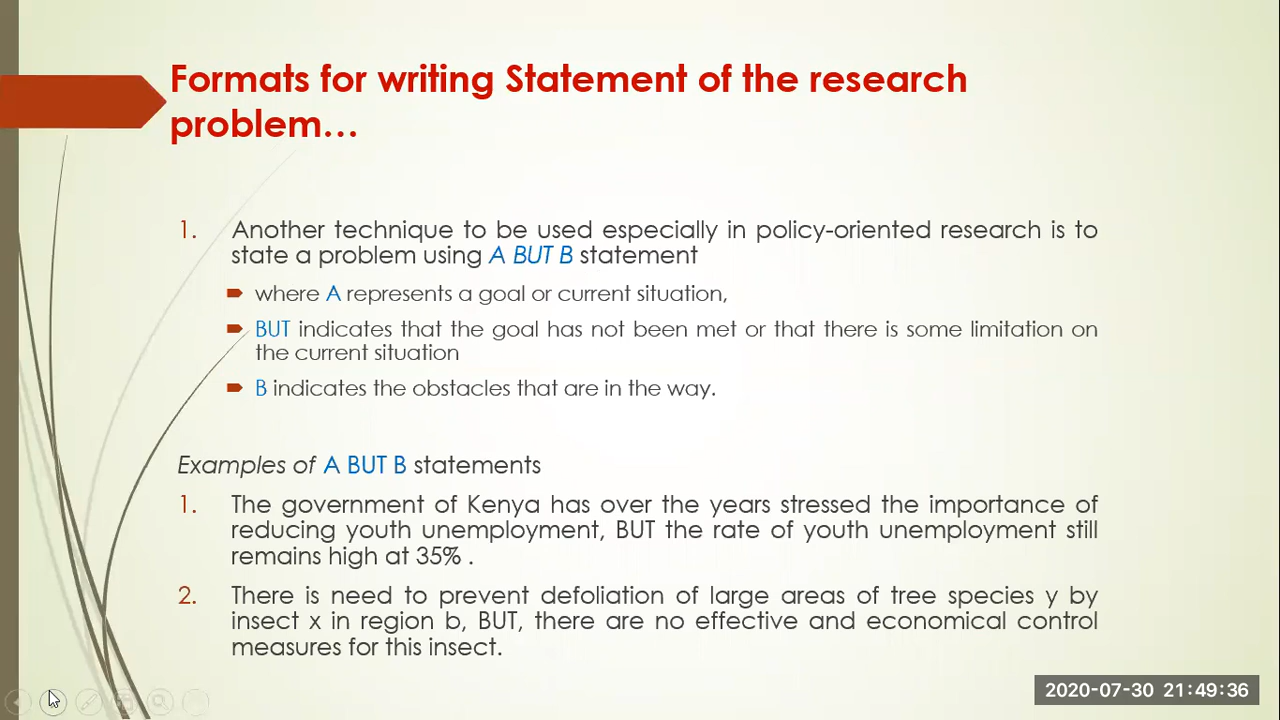 Formats for writing Statement of the research
problem…
1. Another technique to be used especially in policy-oriented research is to
state a problem using A BUT B statement
where A represents a goal or current situation,
BUT indicates that the goal has not been met or that there is some limitation on
the current situation
B indicates the obstacles that are in the way.
Examples of A BUT B statements
1. The government of Kenya has over the years stressed the importance of
reducing youth unemployment, BUT the rate of youth unemployment still
remains high at 35% .
2. There is need to prevent defoliation of large areas of tree species y by
insect x in region b, BUT, there are no effective and economical control
measures for this insect.
2020-07-30 21:49:36